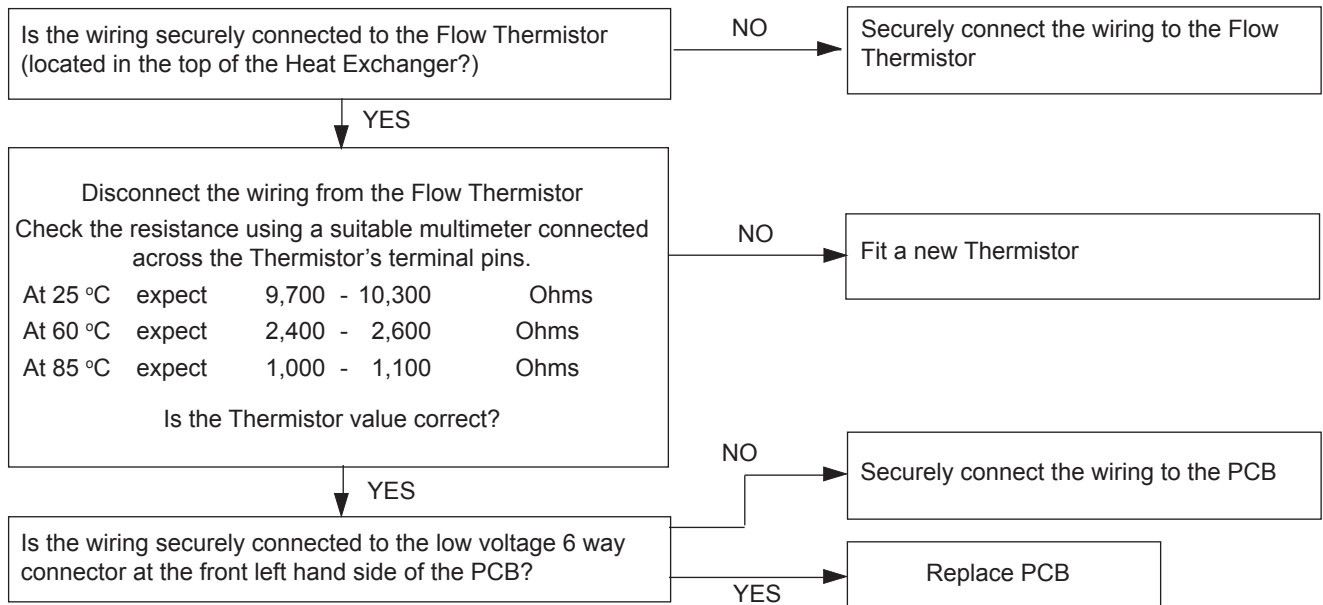 Is the wiring securely connected to the Flow Thermistor
(located in the top of the Heat Exchanger?)
NO
Securely connect the wiring to the Flow
Thermistor
YES
Disconnect the wiring from the Flow Thermistor
Check the resistance using a suitable multimeter connected
across the Thermistor’s terminal pins.
At 25 °C expect 9,700 - 10,300 Ohms
At 60 °C expect 2,400 - 2,600 Ohms
At 85 °C expect 1,000 - 1,100 Ohms
Is the Thermistor value correct?
NO
Fit a new Thermistor
YES
Is the wiring securely connected to the low voltage 6 way
connector at the front left hand side of the PCB?
NO
Securely connect the wiring to the PCB
YES
Replace PCB